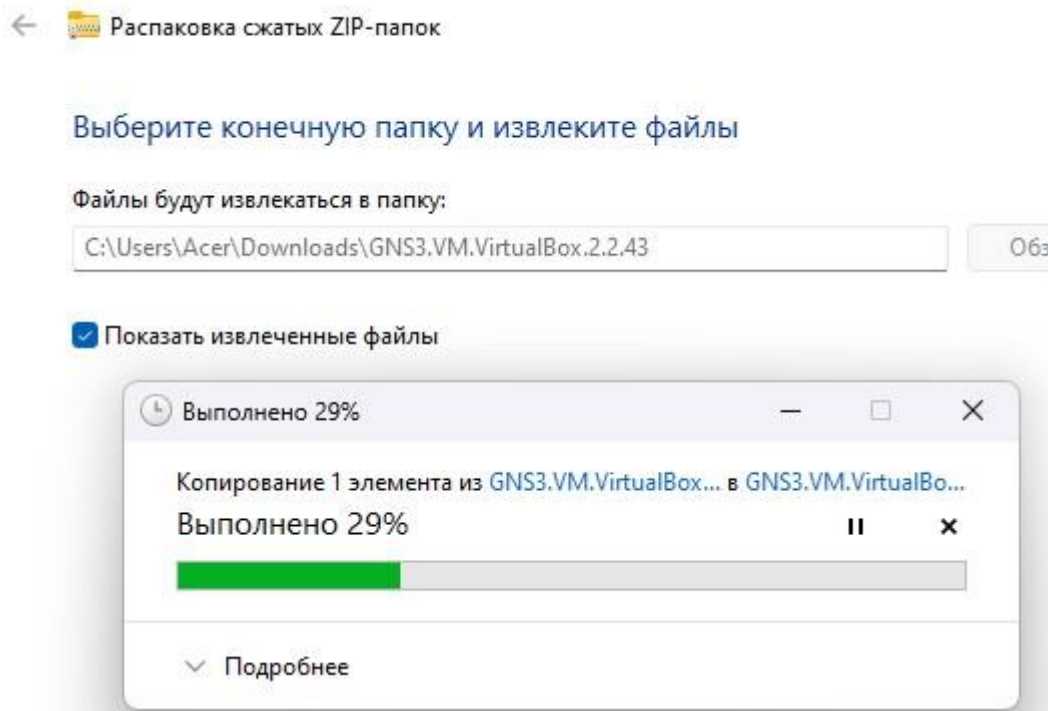 Распаковка сжатых ZIP-папок
Выберите конечную папку и извлеките файлы
Файлы будут извлекаться в папку:
C:\Users\Acer\Downloads\GNS3.VM.VirtualBox.2.2.43
Обз
Показать извлеченные файлы
Выполнено 29%
Копирование 1 элемента из GNS3.VM.VirtualBox... в GNS3.VM.VirtualBo...
Выполнено 29%
Подробнее